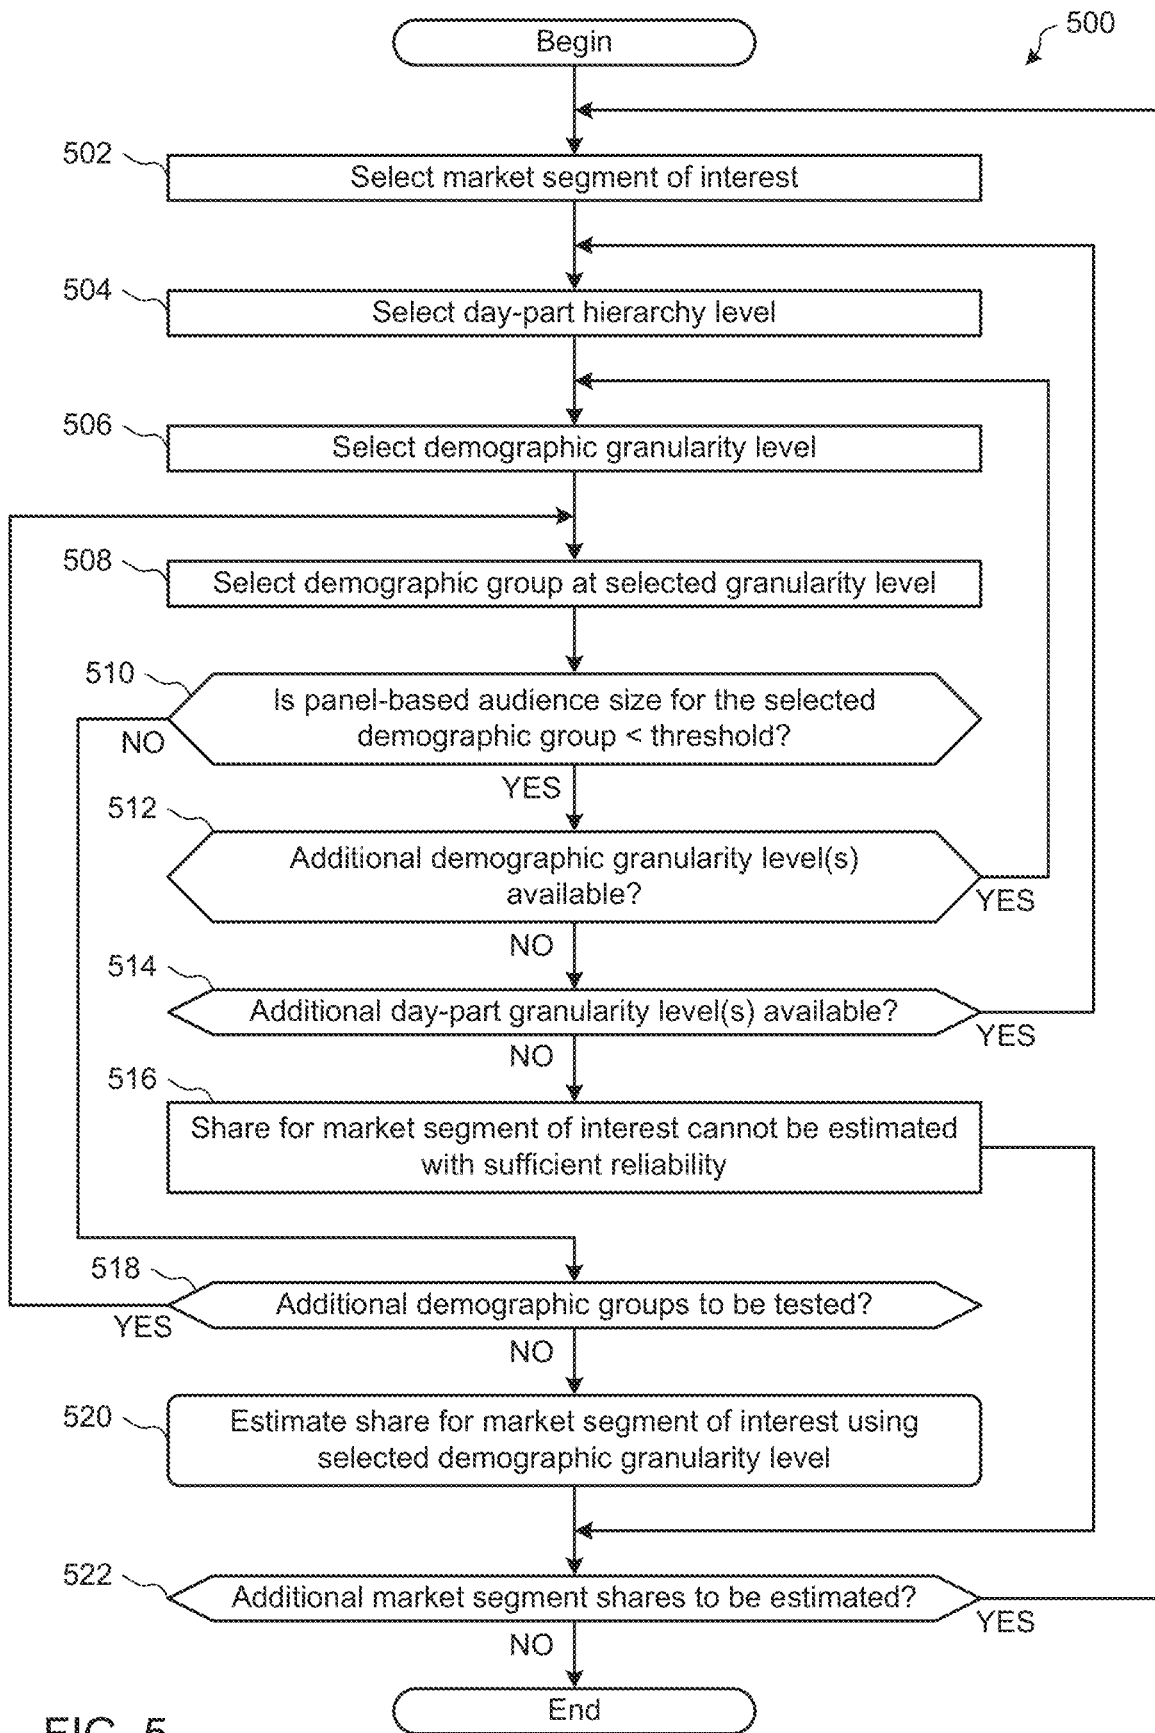 Begin
500
502
Select market segment of interest
504
Select day-part hierarchy level
506
Select demographic granularity level
508
Select demographic group at selected granularity level
510
Is panel-based audience size for the selected
demographic group < threshold?
NO
YES
512
Additional demographic granularity level(s)
available?
YES
NO
514
Additional day-part granularity level(s) available?
YES
NO
516
Share for market segment of interest cannot be estimated
with sufficient reliability
518
Additional demographic groups to be tested?
YES
NO
520
Estimate share for market segment of interest using
selected demographic granularity level
522
Additional market segment shares to be estimated?
YES
NO
End
FIG. 5